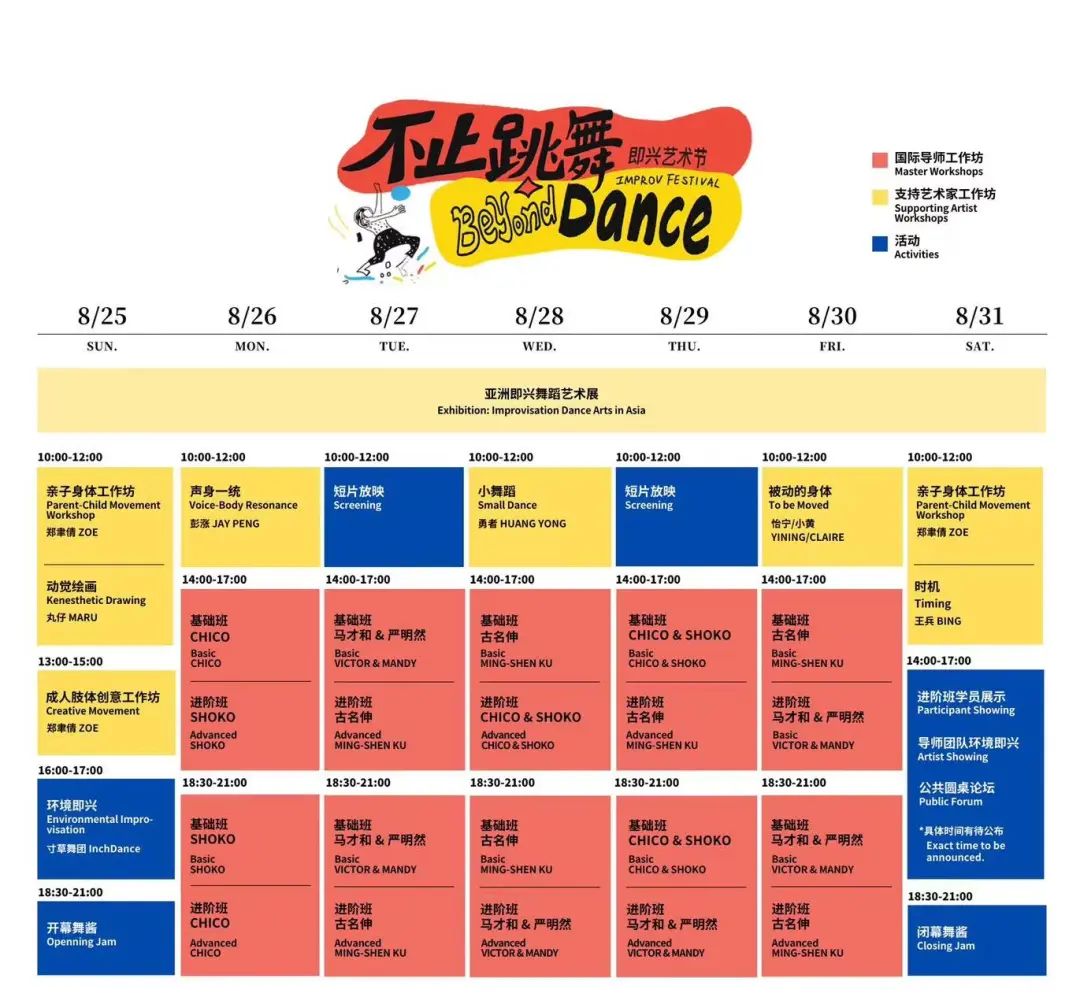 不止跳舞
即兴艺术节
IMPROV FESTIVAL
Beyond Dance
国际导师工作坊
Master Workshops
支持艺术家工作坊
Supporting Artist
Workshops
活动
Activities
8/25
8/26
8/27
8/28
8/29
8/30
8/31
SUN.
MON.
TUE.
WED.
THU.
FRI.
SAT.
亚洲即兴舞蹈艺术展
Exhibition: Improvisation Dance Arts in Asia
10:00-12:00
亲子身体工作坊
Parent-Child Movement
Workshop
郑聿倩 ZOE
动觉绘画
Kenesthetic Drawing
丸仔 MARU
13:00-15:00
成人肢体创意工作坊
Creative Movement
郑聿倩 ZOE
16:00-17:00
环境即兴
Environmental Impro-
visation
寸草舞团 InchDance
18:30-21:00
开幕舞酱
Openning Jam
10:00-12:00
声身一统
Voice-Body Resonance
彭涨 JAY PENG
14:00-17:00
基础班
CHICO
Basic
CHICO
进阶班
SHOKO
Advanced
SHOKO
18:30-21:00
基础班
SHOKO
Basic
SHOKO
进阶班
CHICO
Advanced
CHICO
10:00-12:00
短片放映
Screening
14:00-17:00
基础班
马才和 & 严明然
Basic
VICTOR & MANDY
进阶班
古名伸
Advanced
MING-SHEN KU
18:30-21:00
基础班
马才和 & 严明然
Basic
VICTOR & MANDY
进阶班
古名伸
Advanced
MING-SHEN KU
10:00-12:00
小舞蹈
Small Dance
勇者 HUANG YONG
14:00-17:00
基础班
古名伸
Basic
MING-SHEN KU
进阶班
CHICO & SHOKO
Advanced
CHICO & SHOKO
18:30-21:00
基础班
古名伸
Basic
MING-SHEN KU
进阶班
马才和 & 严明然
Advanced
VICTOR & MANDY
10:00-12:00
短片放映
Screening
14:00-17:00
基础班
CHICO & SHOKO
Basic
CHICO & SHOKO
进阶班
古名伸
Advanced
MING-SHEN KU
18:30-21:00
基础班
CHICO & SHOKO
Basic
CHICO & SHOKO
进阶班
马才和 & 严明然
Advanced
VICTOR & MANDY
10:00-12:00
被动的身体
To be Moved
怡宁/小黄
YINING/CLAIRE
14:00-17:00
基础班
古名伸
Basic
MING-SHEN KU
进阶班
马才和 & 严明然
Basic
VICTOR & MANDY
18:30-21:00
基础班
马才和 & 严明然
Basic
VICTOR & MANDY
进阶班
古名伸
Advanced
MING-SHEN KU
10:00-12:00
亲子身体工作坊
Parent-Child Movement
Workshop
郑聿倩 ZOE
时机
Timing
王兵 BING
14:00-17:00
进阶班学员展示
Participant Showing
导师团队环境即兴
Artist Showing
公共圆桌论坛
Public Forum
*具体时间有待公布
Exact time to be
announced.
18:30-21:00
闭幕舞酱
Closing Jam